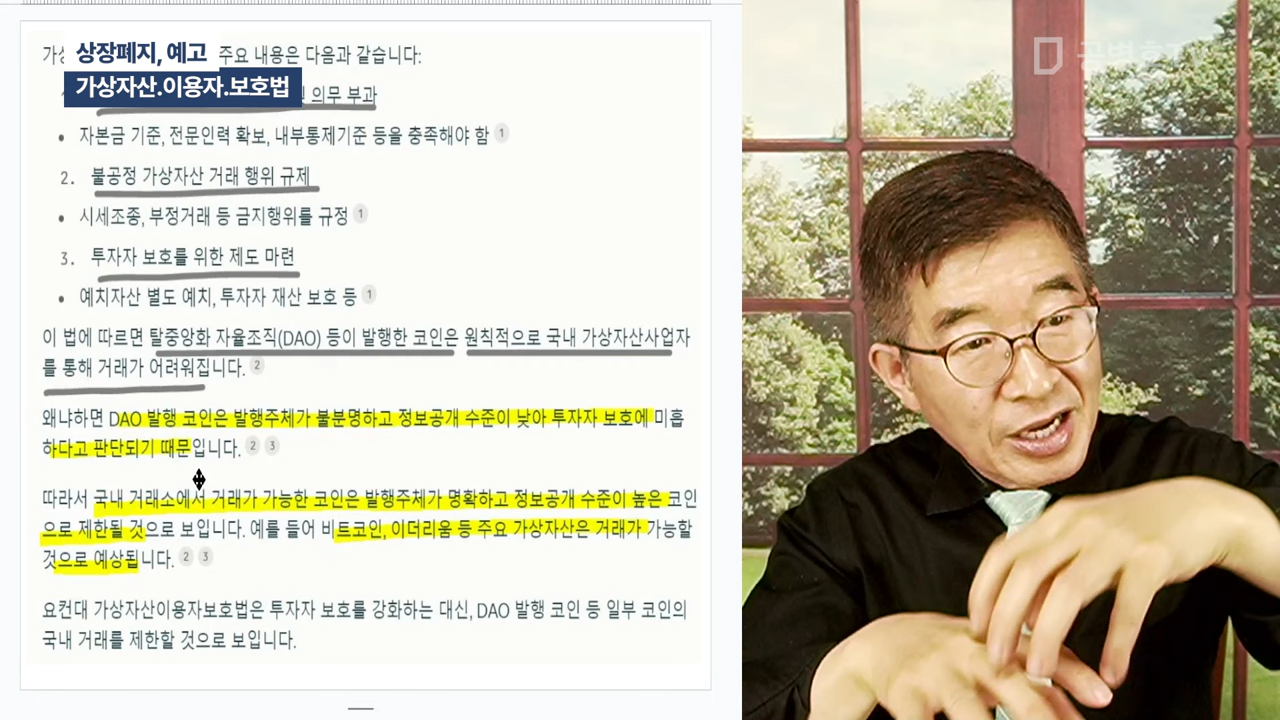 상장폐지, 예고
가상자산.이용자.보호법
주요 내용은 다음과 같습니다:
의무 부과
• 자본금 기준, 전문인력 확보, 내부통제기준 등을 충족해야 함 1
2. 불공정 가상자산 거래 행위 규제
• 시세조종, 부정거래 등 금지행위를 규정 1
3. 투자자 보호를 위한 제도 마련
• 예치자산 별도 예치, 투자자 재산 보호 등 1
이 법에 따르면 탈중앙화 자율조직(DAO) 등이 발행한 코인은 원칙적으로 국내 가상자산사업자
를 통해 거래가 어려워집니다. 2
왜냐하면 DAO 발행 코인은 발행주체가 불분명하고 정보공개 수준이 낮아 투자자 보호에 미흡
하다고 판단되기 때문입니다. 2 3
따라서 국내 거래소에서 거래가 가능한 코인은 발행주체가 명확하고 정보공개 수준이 높은 코인
으로 제한될 것으로 보입니다. 예를 들어 비트코인, 이더리움 등 주요 가상자산은 거래가 가능할
것으로 예상됩니다. 2 3
요컨대 가상자산이용자보호법은 투자자 보호를 강화하는 대신, DAO 발행 코인 등 일부 코인의
국내 거래를 제한할 것으로 보입니다.